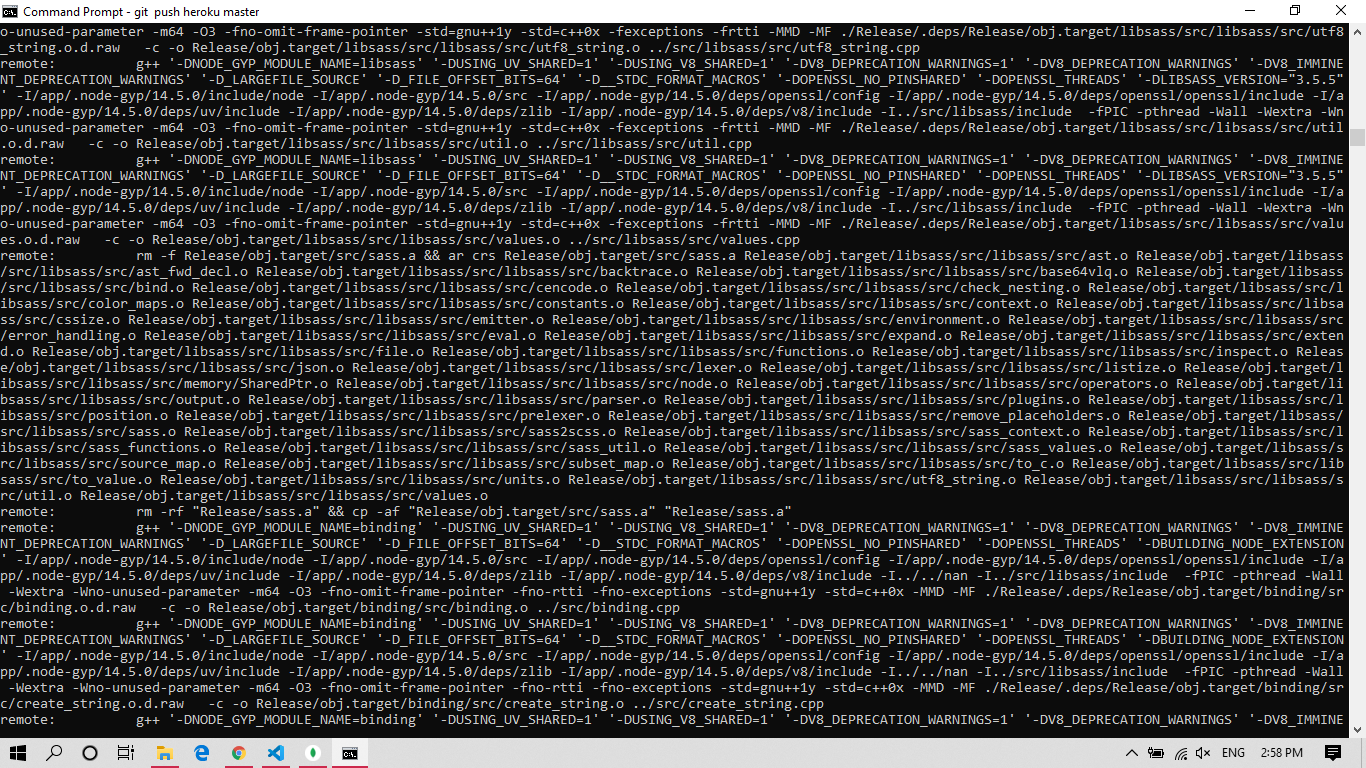 Command Prompt - git  push heroku master
o-unused-parameter -m64 -O3 -fno-omit-frame-pointer -std=gnu++1y -std=c++0x -fexceptions -frtti -MMD -MF ./Release/.deps/Release/obj.target/libsass/src/libsass/src/utf8
_string.o.d.raw   -c -o Release/obj.target/libsass/src/libsass/src/utf8_string.o ../src/libsass/src/utf8_string.cpp
remote:          g++ '-DNODE_GYP_MODULE_NAME=libsass' '-DUSING_UV_SHARED=1' '-DUSING_V8_SHARED=1' '-DV8_DEPRECATION_WARNINGS=1' '-DV8_DEPRECATION_WARNINGS' '-DV8_IMMINE
NT_DEPRECATION_WARNINGS' '-D_LARGEFILE_SOURCE' '-D_FILE_OFFSET_BITS=64' '-D__STDC_FORMAT_MACROS' '-DOPENSSL_NO_PINSHARED' '-DOPENSSL_THREADS' '-DLIBSASS_VERSION="3.5.5"
' -I/app/.node-gyp/14.5.0/include/node -I/app/.node-gyp/14.5.0/src -I/app/.node-gyp/14.5.0/deps/openssl/config -I/app/.node-gyp/14.5.0/deps/openssl/openssl/include -I/a
pp/.node-gyp/14.5.0/deps/uv/include -I/app/.node-gyp/14.5.0/deps/zlib -I/app/.node-gyp/14.5.0/deps/v8/include -I../src/libsass/include  -fPIC -pthread -Wall -Wextra -Wn
o-unused-parameter -m64 -O3 -fno-omit-frame-pointer -std=gnu++1y -std=c++0x -fexceptions -frtti -MMD -MF ./Release/.deps/Release/obj.target/libsass/src/libsass/src/util
.o.d.raw   -c -o Release/obj.target/libsass/src/libsass/src/util.o ../src/libsass/src/util.cpp
remote:          g++ '-DNODE_GYP_MODULE_NAME=libsass' '-DUSING_UV_SHARED=1' '-DUSING_V8_SHARED=1' '-DV8_DEPRECATION_WARNINGS=1' '-DV8_DEPRECATION_WARNINGS' '-DV8_IMMINE
NT_DEPRECATION_WARNINGS' '-D_LARGEFILE_SOURCE' '-D_FILE_OFFSET_BITS=64' '-D__STDC_FORMAT_MACROS' '-DOPENSSL_NO_PINSHARED' '-DOPENSSL_THREADS' '-DLIBSASS_VERSION="3.5.5"
' -I/app/.node-gyp/14.5.0/include/node -I/app/.node-gyp/14.5.0/src -I/app/.node-gyp/14.5.0/deps/openssl/config -I/app/.node-gyp/14.5.0/deps/openssl/openssl/include -I/a
pp/.node-gyp/14.5.0/deps/uv/include -I/app/.node-gyp/14.5.0/deps/zlib -I/app/.node-gyp/14.5.0/deps/v8/include -I../src/libsass/include  -fPIC -pthread -Wall -Wextra -Wn
o-unused-parameter -m64 -O3 -fno-omit-frame-pointer -std=gnu++1y -std=c++0x -fexceptions -frtti -MMD -MF ./Release/.deps/Release/obj.target/libsass/src/libsass/src/valu
es.o.d.raw   -c -o Release/obj.target/libsass/src/libsass/src/values.o ../src/libsass/src/values.cpp
remote:          rm -f Release/obj.target/src/sass.a && ar crs Release/obj.target/src/sass.a Release/obj.target/libsass/src/libsass/src/ast.o Release/obj.target/libsass
/src/libsass/src/ast_fwd_decl.o Release/obj.target/libsass/src/libsass/src/backtrace.o Release/obj.target/libsass/src/libsass/src/base64vlq.o Release/obj.target/libsass
/src/libsass/src/bind.o Release/obj.target/libsass/src/libsass/src/cencode.o Release/obj.target/libsass/src/libsass/src/check_nesting.o Release/obj.target/libsass/src/l
ibsass/src/color_maps.o Release/obj.target/libsass/src/libsass/src/constants.o Release/obj.target/libsass/src/libsass/src/context.o Release/obj.target/libsass/src/libsa
ss/src/cssize.o Release/obj.target/libsass/src/libsass/src/emitter.o Release/obj.target/libsass/src/libsass/src/environment.o Release/obj.target/libsass/src/libsass/src
/error_handling.o Release/obj.target/libsass/src/libsass/src/eval.o Release/obj.target/libsass/src/libsass/src/expand.o Release/obj.target/libsass/src/libsass/src/exten
d.o Release/obj.target/libsass/src/libsass/src/file.o Release/obj.target/libsass/src/libsass/src/functions.o Release/obj.target/libsass/src/libsass/src/inspect.o Releas
e/obj.target/libsass/src/libsass/src/json.o Release/obj.target/libsass/src/libsass/src/lexer.o Release/obj.target/libsass/src/libsass/src/listize.o Release/obj.target/l
ibsass/src/libsass/src/memory/SharedPtr.o Release/obj.target/libsass/src/libsass/src/node.o Release/obj.target/libsass/src/libsass/src/operators.o Release/obj.target/li
bsass/src/libsass/src/output.o Release/obj.target/libsass/src/libsass/src/parser.o Release/obj.target/libsass/src/libsass/src/plugins.o Release/obj.target/libsass/src/l
ibsass/src/position.o Release/obj.target/libsass/src/libsass/src/prelexer.o Release/obj.target/libsass/src/libsass/src/remove_placeholders.o Release/obj.target/libsass/
src/libsass/src/sass.o Release/obj.target/libsass/src/libsass/src/sass2scss.o Release/obj.target/libsass/src/libsass/src/sass_context.o Release/obj.target/libsass/src/l
ibsass/src/sass_functions.o Release/obj.target/libsass/src/libsass/src/sass_util.o Release/obj.target/libsass/src/libsass/src/sass_values.o Release/obj.target/libsass/s
rc/libsass/src/source_map.o Release/obj.target/libsass/src/libsass/src/subset_map.o Release/obj.target/libsass/src/libsass/src/to_c.o Release/obj.target/libsass/src/lib
sass/src/to_value.o Release/obj.target/libsass/src/libsass/src/units.o Release/obj.target/libsass/src/libsass/src/utf8_string.o Release/obj.target/libsass/src/libsass/s
rc/util.o Release/obj.target/libsass/src/libsass/src/values.o
remote:          rm -rf "Release/sass.a" && cp -af "Release/obj.target/src/sass.a" "Release/sass.a"
remote:          g++ '-DNODE_GYP_MODULE_NAME=binding' '-DUSING_UV_SHARED=1' '-DUSING_V8_SHARED=1' '-DV8_DEPRECATION_WARNINGS=1' '-DV8_DEPRECATION_WARNINGS' '-DV8_IMMINE
NT_DEPRECATION_WARNINGS' '-D_LARGEFILE_SOURCE' '-D_FILE_OFFSET_BITS=64' '-D__STDC_FORMAT_MACROS' '-DOPENSSL_NO_PINSHARED' '-DOPENSSL_THREADS' '-DBUILDING_NODE_EXTENSION
' -I/app/.node-gyp/14.5.0/include/node -I/app/.node-gyp/14.5.0/src -I/app/.node-gyp/14.5.0/deps/openssl/config -I/app/.node-gyp/14.5.0/deps/openssl/openssl/include -I/a
pp/.node-gyp/14.5.0/deps/uv/include -I/app/.node-gyp/14.5.0/deps/zlib -I/app/.node-gyp/14.5.0/deps/v8/include -I../../nan -I../src/libsass/include  -fPIC -pthread -Wall
 -Wextra -Wno-unused-parameter -m64 -O3 -fno-omit-frame-pointer -fno-rtti -fno-exceptions -std=gnu++1y -std=c++0x -MMD -MF ./Release/.deps/Release/obj.target/binding/sr
c/binding.o.d.raw   -c -o Release/obj.target/binding/src/binding.o ../src/binding.cpp
remote:          g++ '-DNODE_GYP_MODULE_NAME=binding' '-DUSING_UV_SHARED=1' '-DUSING_V8_SHARED=1' '-DV8_DEPRECATION_WARNINGS=1' '-DV8_DEPRECATION_WARNINGS' '-DV8_IMMINE
NT_DEPRECATION_WARNINGS' '-D_LARGEFILE_SOURCE' '-D_FILE_OFFSET_BITS=64' '-D__STDC_FORMAT_MACROS' '-DOPENSSL_NO_PINSHARED' '-DOPENSSL_THREADS' '-DBUILDING_NODE_EXTENSION
' -I/app/.node-gyp/14.5.0/include/node -I/app/.node-gyp/14.5.0/src -I/app/.node-gyp/14.5.0/deps/openssl/config -I/app/.node-gyp/14.5.0/deps/openssl/openssl/include -I/a
pp/.node-gyp/14.5.0/deps/uv/include -I/app/.node-gyp/14.5.0/deps/zlib -I/app/.node-gyp/14.5.0/deps/v8/include -I../../nan -I../src/libsass/include  -fPIC -pthread -Wall
 -Wextra -Wno-unused-parameter -m64 -O3 -fno-omit-frame-pointer -fno-rtti -fno-exceptions -std=gnu++1y -std=c++0x -MMD -MF ./Release/.deps/Release/obj.target/binding/sr
c/create_string.o.d.raw   -c -o Release/obj.target/binding/src/create_string.o ../src/create_string.cpp
remote:          g++ '-DNODE_GYP_MODULE_NAME=binding' '-DUSING_UV_SHARED=1' '-DUSING_V8_SHARED=1' '-DV8_DEPRECATION_WARNINGS=1' '-DV8_DEPRECATION_WARNINGS' '-DV8_IMMINE
ENG 2:58 PM